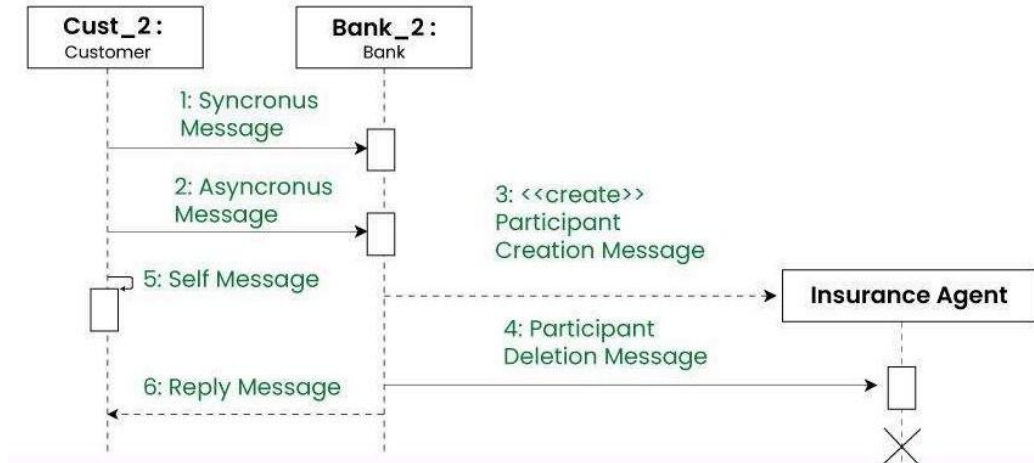 Cust_2:
Customer
Bank_2:
Bank
1: Syncronus
Message
2: Asyncronus
Message
3: <<create>>
Participant
Creation Message
5: Self Message
Insurance Agent
4: Participant
Deletion Message
6: Reply Message